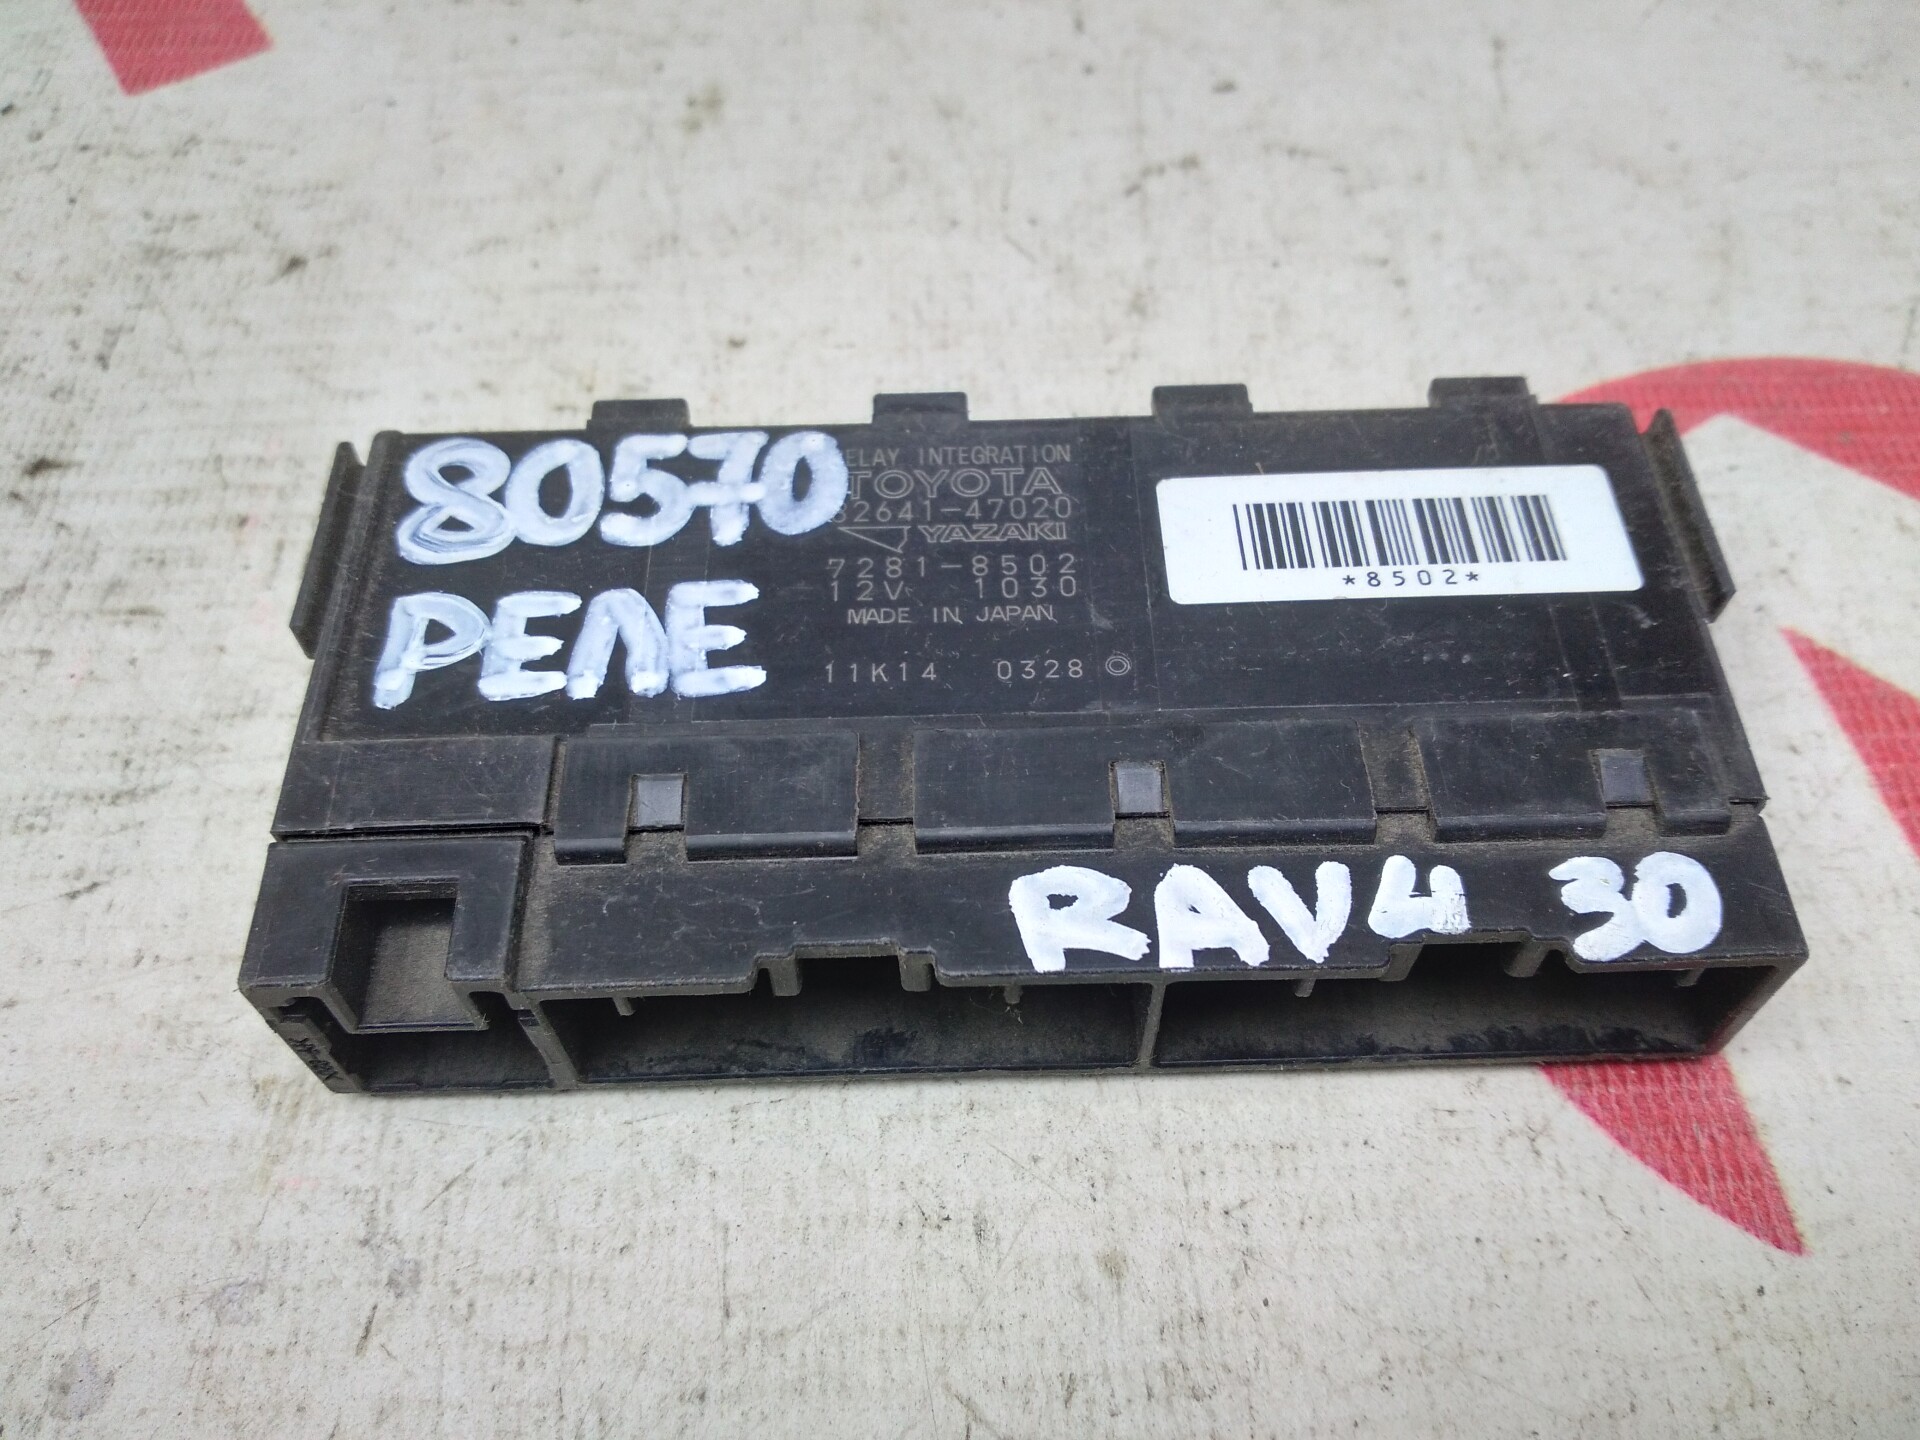 80570
РЕЛЕ
ELAY INTEGRATION
TOYOTA
82641-47020
YAZAKI
7281-8502
12V 1030
MADE IN JAPAN
11K14 0328
*8502*
RAV4 30